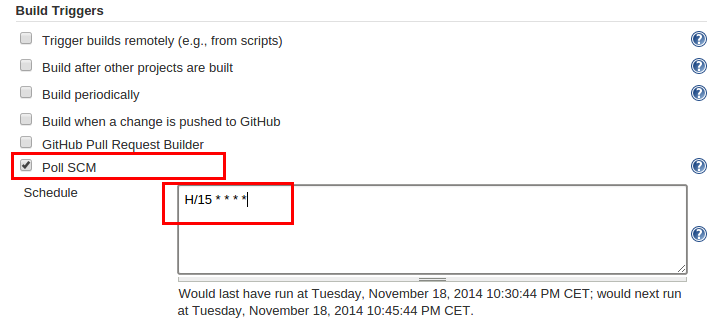 Build Triggers
Trigger builds remotely (e.g., from scripts)
Build after other projects are built
Build periodically
Build when a change is pushed to GitHub
GitHub Pull Request Builder
Poll SCM
Schedule
H/15 * * * *
Would last have run at Tuesday, November 18, 2014 10:30:44 PM CET; would next run
at Tuesday, November 18, 2014 10:45:44 PM CET.